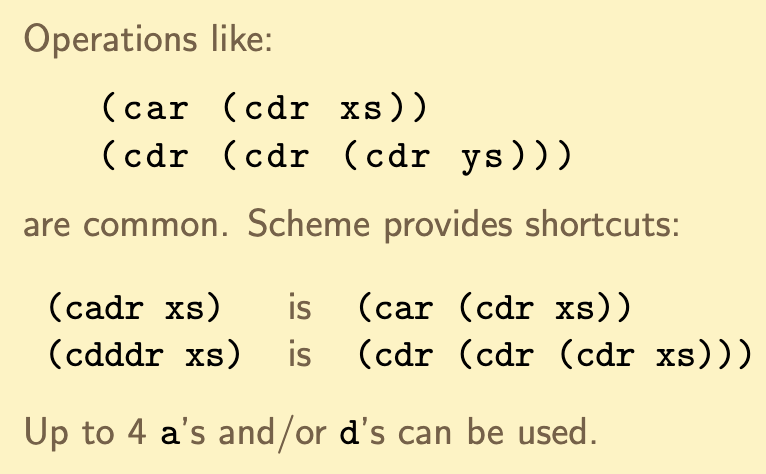 Operations like:
(car (cdr xs))
(cdr (cdr (cdr ys)))
are common. Scheme provides shortcuts:
(cadr xs) is (car (cdr xs))
(cdddr xs) is (cdr (cdr (cdr xs)))
Up to 4 a's and/or d's can be used.